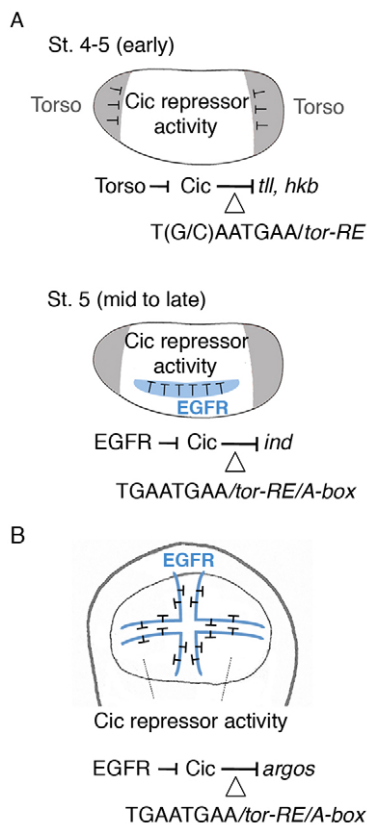 A
St. 4-5 (early)
Torso
Cic repressor
activity
Torso
Torso ⊣ Cic ⊣ tll, hkb
△
T(G/C)AATGAA/tor-RE
St. 5 (mid to late)
Cic repressor
activity
EGFR
EGFR ⊣ Cic ⊣ ind
△
TGAATGAA/tor-RE/A-box
B
EGFR
Cic repressor activity
EGFR ⊣ Cic ⊣ argos
△
TGAATGAA/tor-RE/A-box